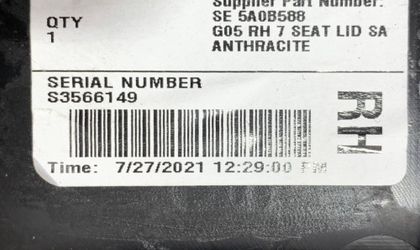 Supplier Part Number:
QTY
1
SE 5A0B588
G05 RH 7 SEAT LID SA
ANTHRACITE
SERIAL NUMBER
S3566149
RH
Time: 7/27/2021 12:29:00 PM